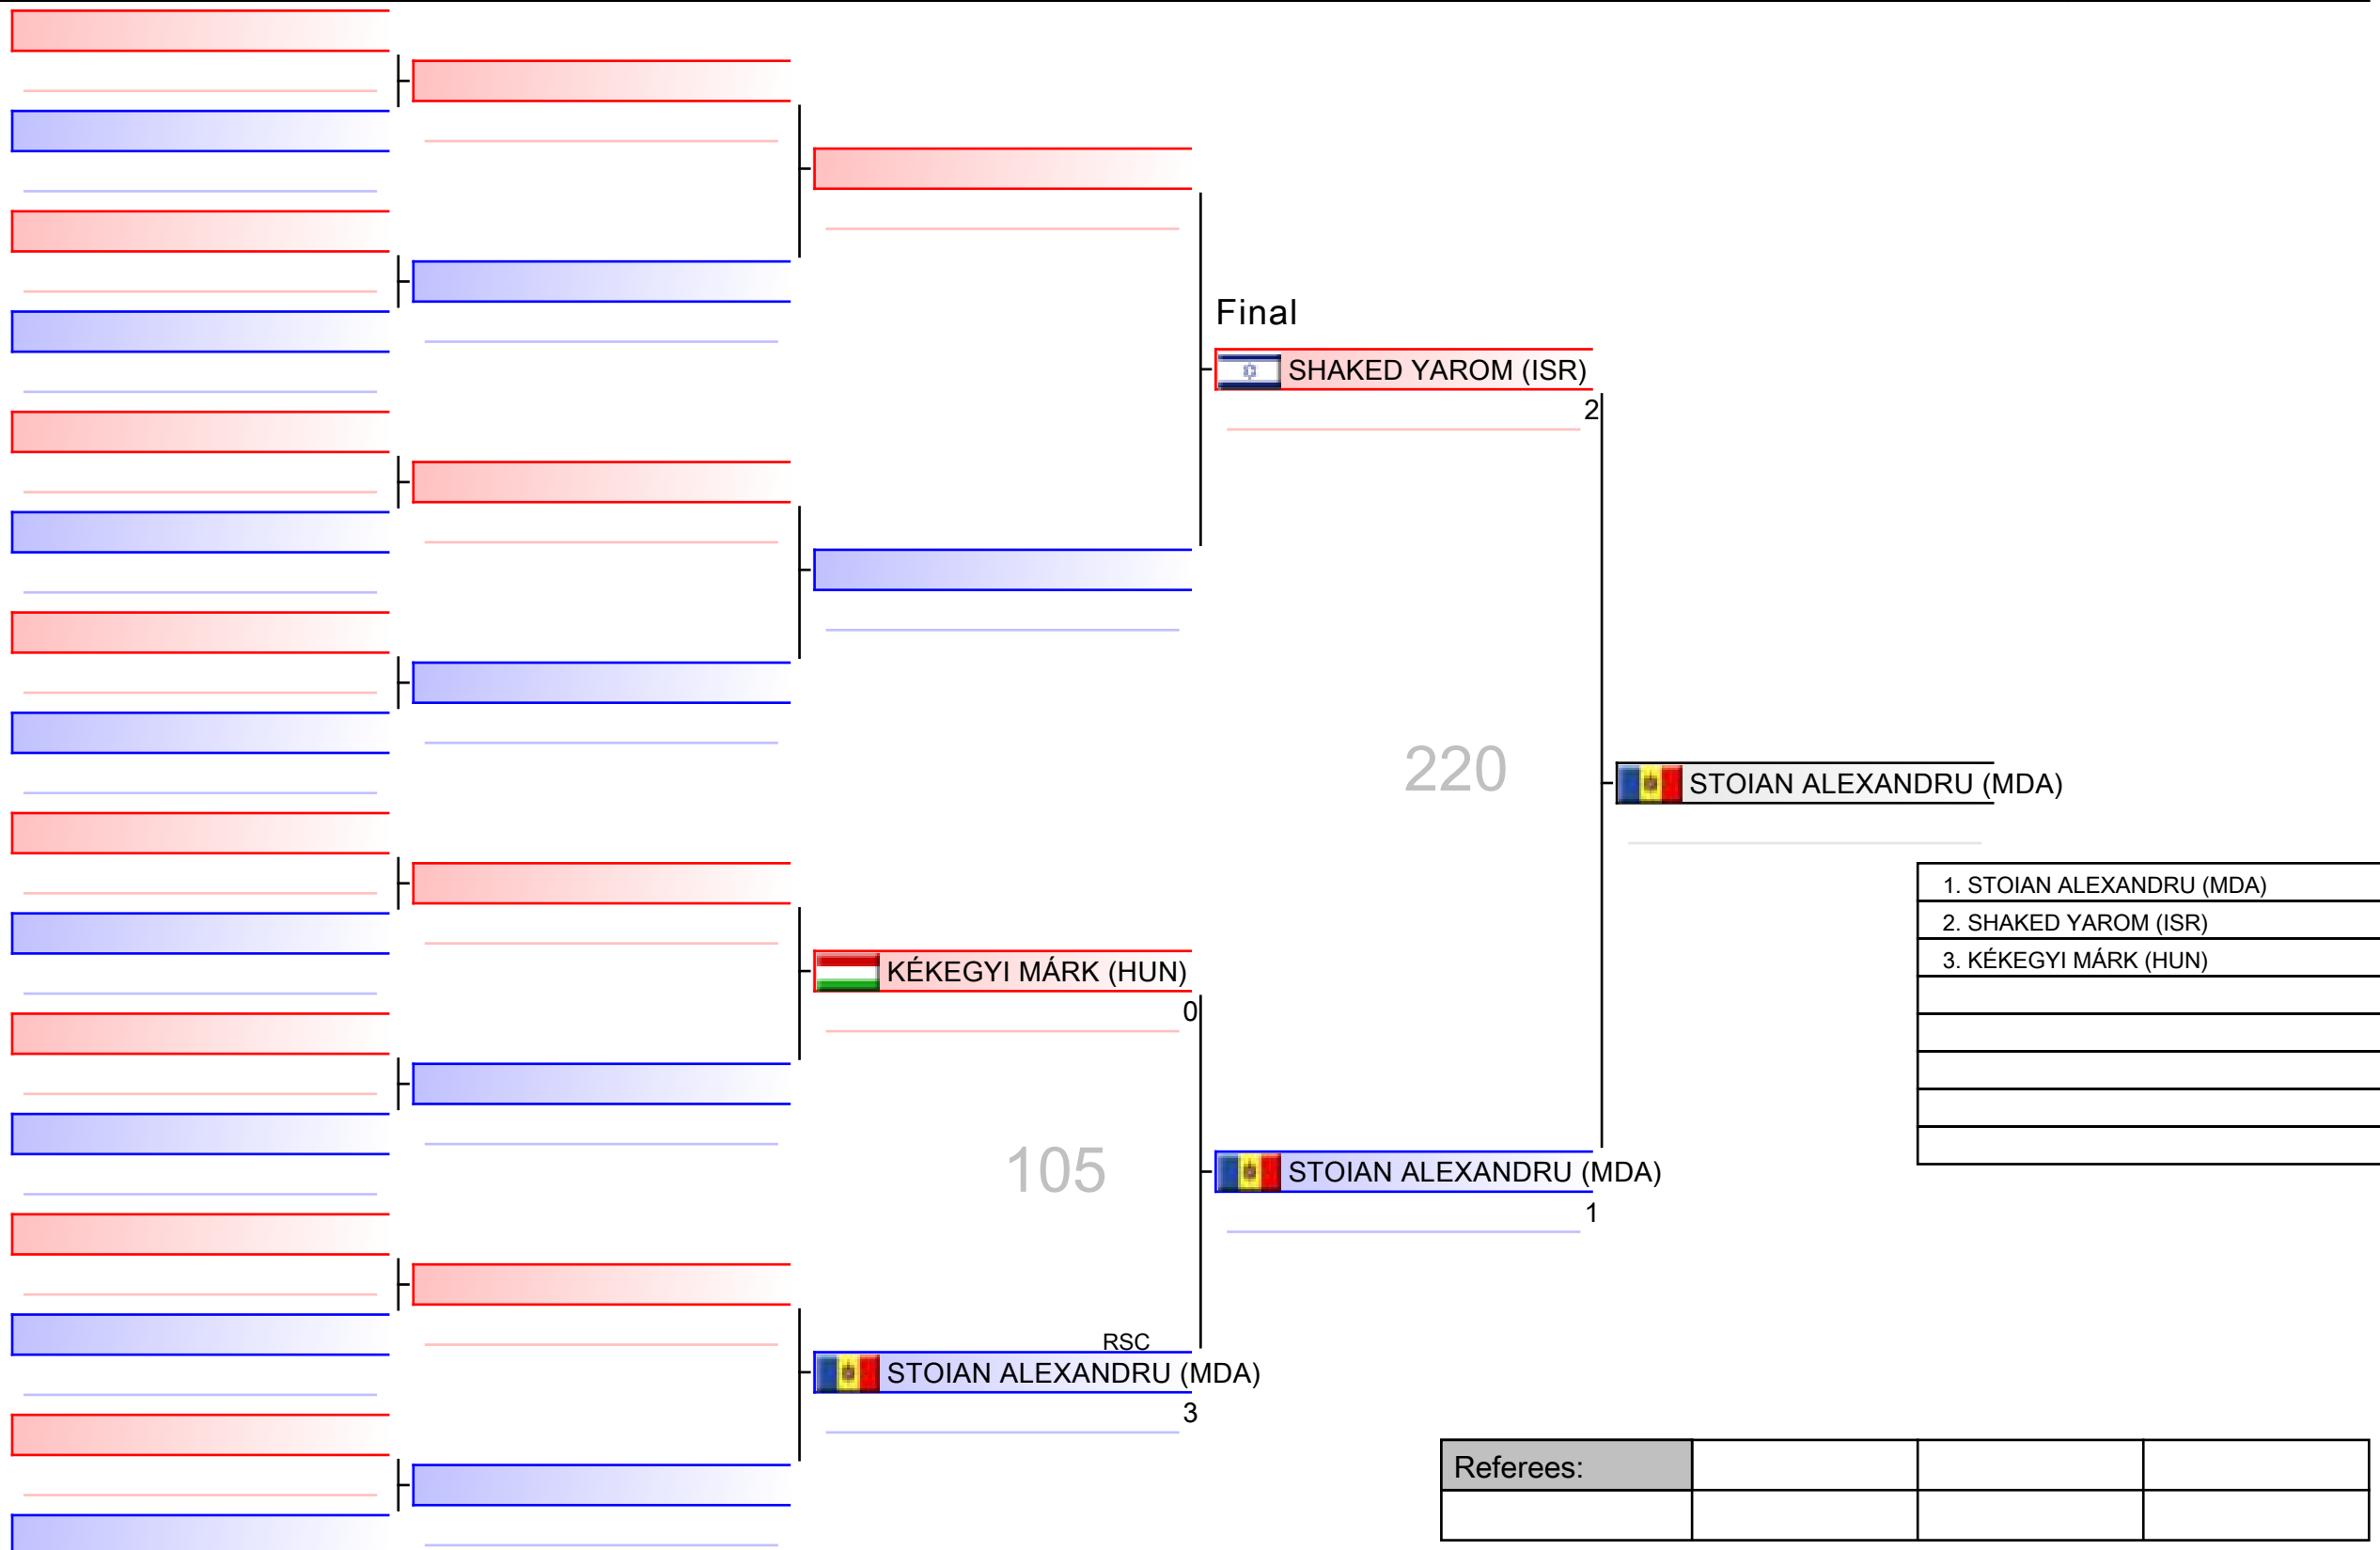 Final
SHAKED YAROM (ISR)
2
220
STOIAN ALEXANDRU (MDA)
1. STOIAN ALEXANDRU (MDA)
2. SHAKED YAROM (ISR)
3. KÉKEGYI MÁRK (HUN)
KÉKEGYI MÁRK (HUN)
0
105
STOIAN ALEXANDRU (MDA)
1
RSC
STOIAN ALEXANDRU (MDA)
3
Referees: